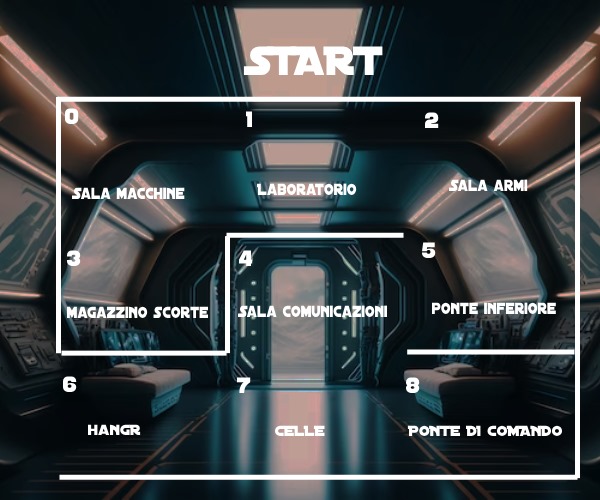 START
0
1
2
SALA MACCHINE
LABORATORIO
SALA ARMI
3
4
5
MAGAZZINO SCORTE
SALA COMUNICAZIONI
PONTE INFERIORE
6
7
8
HANGR
CELLE
PONTE DI COMANDO